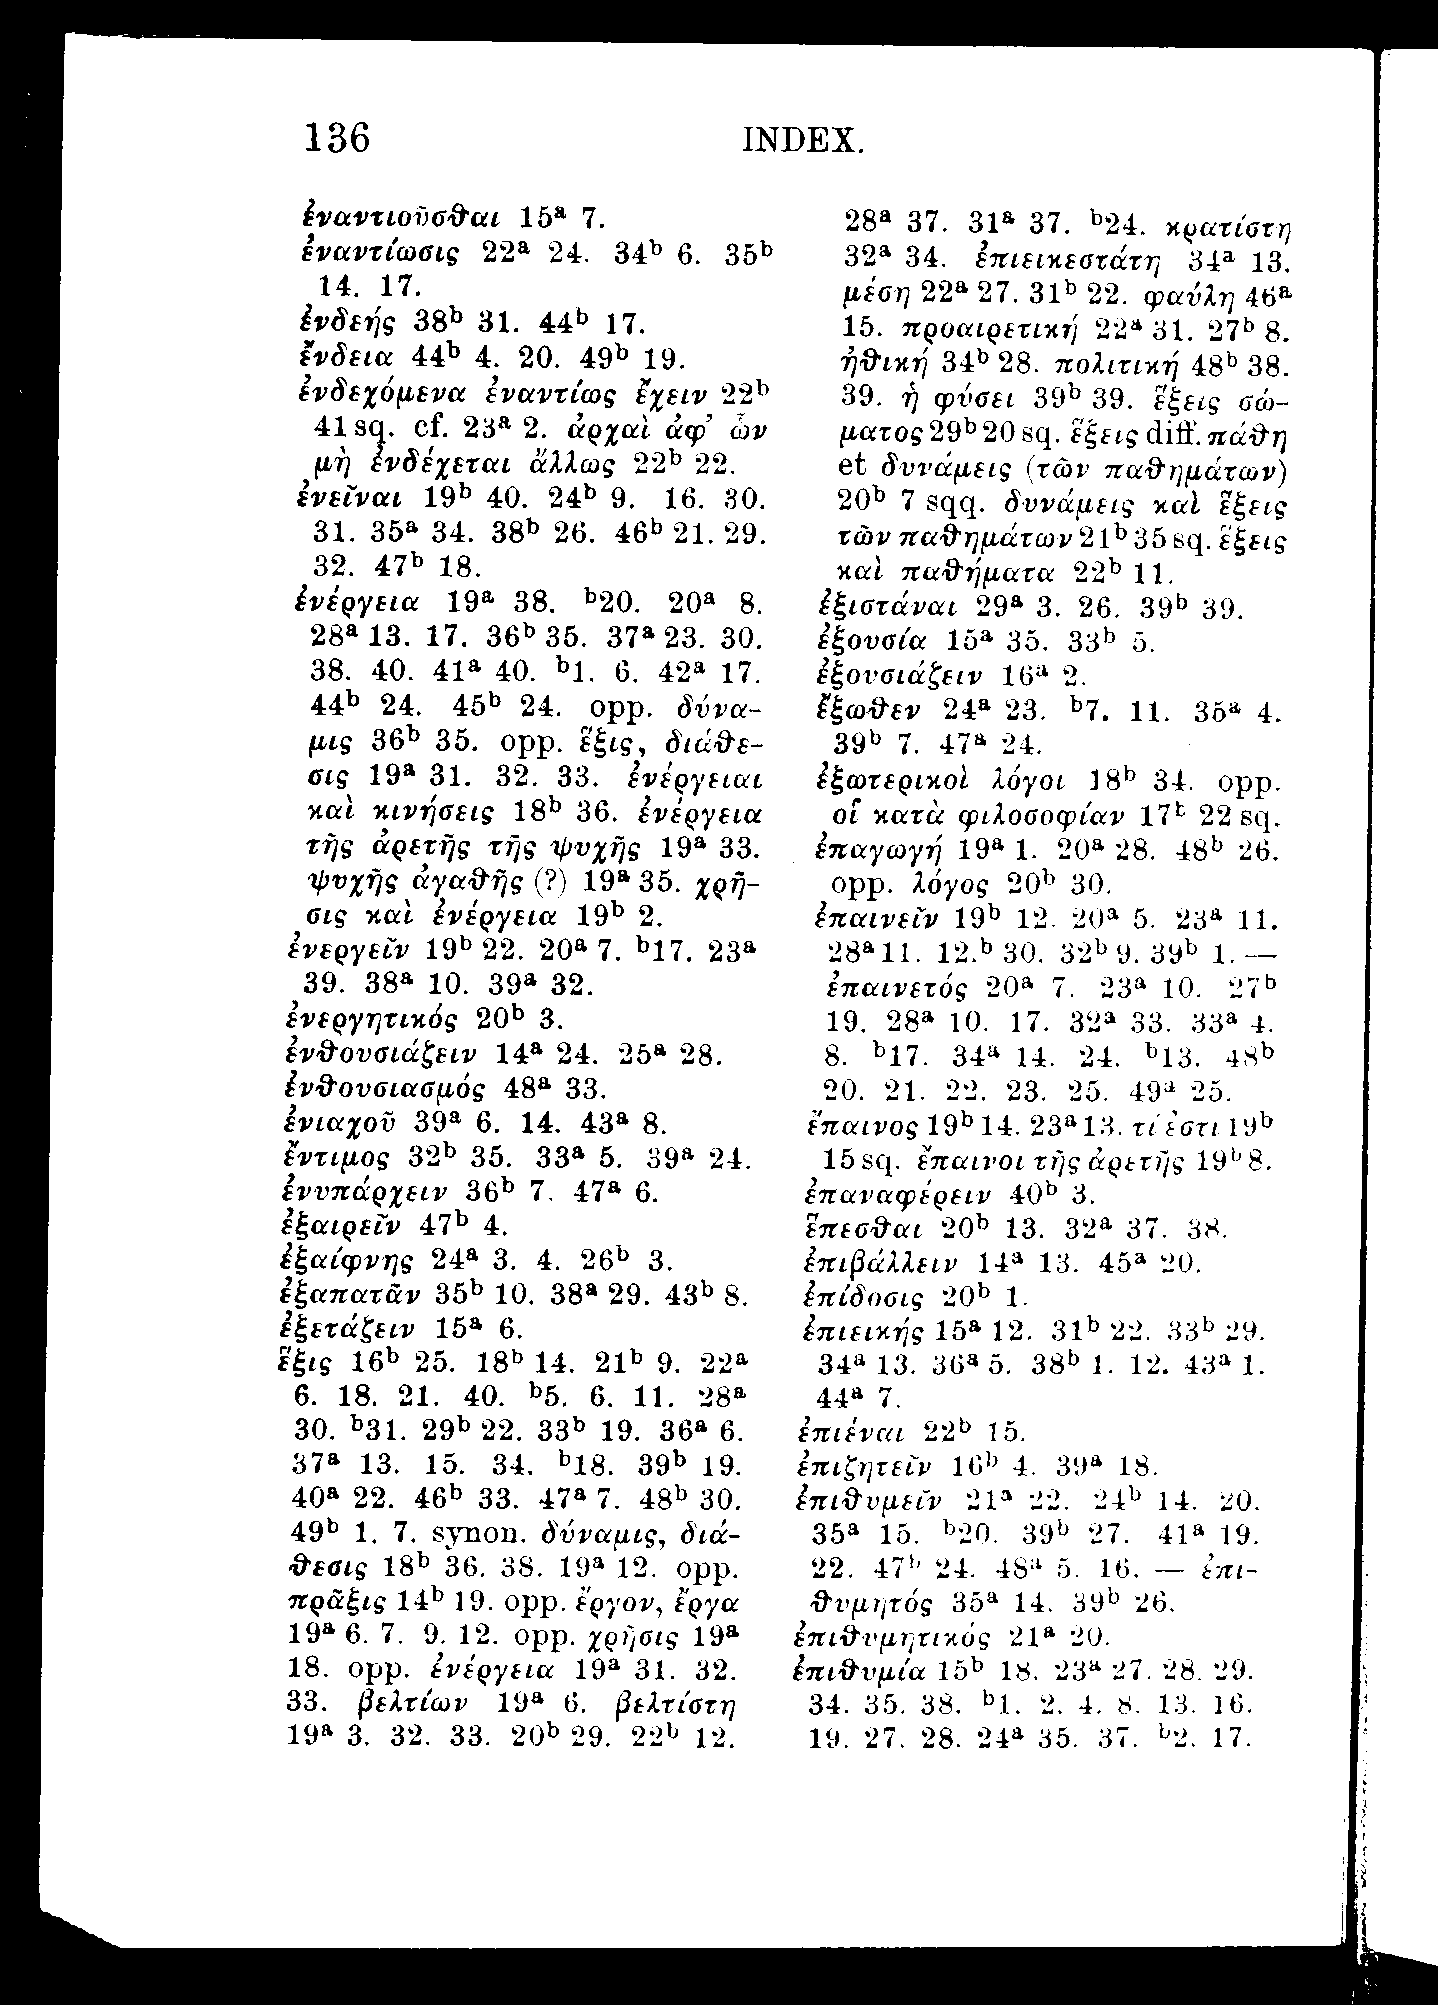 136 INDEX.
ἐναντιοῦσθαι 15ᵃ 7.
ἐναντίωσις 22ᵃ 24. 34ᵇ 6. 35ᵇ
14. 17.
ἐνδεής 38ᵇ 31. 44ᵇ 17.
ἔνδεια 44ᵇ 4. 20. 49ᵇ 19.
ἐνδεχόμενα ἐναντίως ἔχειν 22ᵇ
41 sq. cf. 23ᵃ 2. ἀρχαὶ ἀφ’ ὧν
μὴ ἐνδέχεται ἄλλως 22ᵇ 22.
ἐνεῖναι 19ᵇ 40. 24ᵇ 9. 16. 30.
31. 35ᵃ 34. 38ᵇ 26. 46ᵇ 21. 29.
32. 47ᵇ 18.
ἐνέργεια 19ᵃ 38. ᵇ20. 20ᵃ 8.
28ᵃ 13. 17. 36ᵇ 35. 37ᵃ 23. 30.
38. 40. 41ᵃ 40. ᵇ1. 6. 42ᵃ 17.
44ᵇ 24. 45ᵇ 24. opp. δύνα-
μις 36ᵇ 35. opp. ἕξις, διάθε-
σις 19ᵃ 31. 32. 33. ἐνέργειαι
καὶ κινήσεις 18ᵇ 36. ἐνέργεια
τῆς ἀρετῆς τῆς ψυχῆς 19ᵃ 33.
ψυχῆς ἀγαθῆς (?) 19ᵃ 35. χρῆ-
σις καὶ ἐνέργεια 19ᵇ 2.
ἐνεργεῖν 19ᵇ 22. 20ᵃ 7. ᵇ17. 23ᵃ
39. 38ᵃ 10. 39ᵃ 32.
ἐνεργητικός 20ᵇ 3.
ἐνθουσιάζειν 14ᵃ 24. 25ᵃ 28.
ἐνθουσιασμός 48ᵃ 33.
ἐνιαχοῦ 39ᵃ 6. 14. 43ᵃ 8.
ἔντιμος 32ᵇ 35. 33ᵃ 5. 39ᵃ 24.
ἐνυπάρχειν 36ᵇ 7. 47ᵃ 6.
ἐξαιρεῖν 47ᵇ 4.
ἐξαίφνης 24ᵃ 3. 4. 26ᵇ 3.
ἐξαπατᾶν 35ᵇ 10. 38ᵃ 29. 43ᵇ 8.
ἐξετάζειν 15ᵃ 6.
ἕξις 16ᵇ 25. 18ᵇ 14. 21ᵇ 9. 22ᵃ
6. 18. 21. 40. ᵇ5. 6. 11. 28ᵃ
30. ᵇ31. 29ᵇ 22. 33ᵇ 19. 36ᵃ 6.
37ᵃ 13. 15. 34. ᵇ18. 39ᵇ 19.
40ᵃ 22. 46ᵇ 33. 47ᵃ 7. 48ᵇ 30.
49ᵇ 1. 7. synon. δύναμις, διά-
θεσις 18ᵇ 36. 38. 19ᵃ 12. opp.
πρᾶξις 14ᵇ 19. opp. ἔργον, ἔργα
19ᵃ 6. 7. 9. 12. opp. χρῆσις 19ᵃ
18. opp. ἐνέργεια 19ᵃ 31. 32.
33. βελτίων 19ᵃ 6. βελτίστη
19ᵃ 3. 32. 33. 20ᵇ 29. 22ᵇ 12.
28ᵃ 37. 31ᵃ 37. ᵇ24. κρατίστη
32ᵃ 34. ἐπιεικεστάτη 34ᵃ 13.
μέση 22ᵃ 27. 31ᵇ 22. φαύλη 46ᵃ
15. προαιρετική 22ᵃ 31. 27ᵇ 8.
ἠθική 34ᵇ 28. πολιτική 48ᵇ 38.
39. ἡ φύσει 39ᵇ 39. ἕξεις σώ-
ματος 29ᵇ 20 sq. ἕξεις diff. πάθη
et δυνάμεις (τῶν παθημάτων)
20ᵇ 7 sqq. δυνάμεις καὶ ἕξεις
τῶν παθημάτων 21ᵇ 35 sq. ἕξεις
καὶ παθήματα 22ᵇ 11.
ἐξιστάναι 29ᵃ 3. 26. 39ᵇ 39.
ἐξουσία 15ᵃ 35. 33ᵇ 5.
ἐξουσιάζειν 16ᵃ 2.
ἔξωθεν 24ᵃ 23. ᵇ7. 11. 35ᵃ 4.
39ᵇ 7. 47ᵃ 24.
ἐξωτερικοὶ λόγοι 18ᵇ 34. opp.
οἱ κατὰ φιλοσοφίαν 17ᵇ 22 sq.
ἐπαγωγή 19ᵃ 1. 20ᵃ 28. 48ᵇ 26.
opp. λόγος 20ᵇ 30.
ἐπαινεῖν 19ᵇ 12. 20ᵃ 5. 23ᵃ 11.
28ᵃ 11. 12. ᵇ 30. 32ᵇ 9. 39ᵇ 1. —
ἐπαινετός 20ᵃ 7. 23ᵃ 10. 27ᵇ
19. 28ᵃ 10. 17. 32ᵃ 33. 33ᵃ 4.
8. ᵇ17. 34ᵃ 14. 24. ᵇ13. 48ᵇ
20. 21. 22. 23. 25. 49ᵃ 25.
ἔπαινος 19ᵇ 14. 23ᵃ 13. τί ἐστι 19ᵇ
15 sq. ἔπαινοι τῆς ἀρετῆς 19ᵇ 8.
ἐπαναφέρειν 40ᵇ 3.
ἕπεσθαι 20ᵇ 13. 32ᵃ 37. 38.
ἐπιβάλλειν 14ᵃ 13. 45ᵃ 20.
ἐπίδοσις 20ᵇ 1.
ἐπιεικής 15ᵃ 12. 31ᵇ 22. 33ᵇ 29.
34ᵃ 13. 36ᵃ 5. 38ᵇ 1. 12. 43ᵃ 1.
44ᵃ 7.
ἐπιέναι 22ᵇ 15.
ἐπιζητεῖν 16ᵇ 4. 39ᵃ 18.
ἐπιθυμεῖν 21ᵃ 22. 24ᵇ 14. 20.
35ᵃ 15. ᵇ20. 39ᵇ 27. 41ᵃ 19.
22. 47ᵇ 24. 48ᵃ 5. 16. — ἐπι-
θυμητός 35ᵃ 14. 39ᵇ 26.
ἐπιθυμητικός 21ᵃ 20.
ἐπιθυμία 15ᵇ 18. 23ᵃ 27. 28. 29.
34. 35. 38. ᵇ1. 2. 4. 8. 13. 16.
19. 27. 28. 24ᵃ 35. 37. ᵇ2. 17.